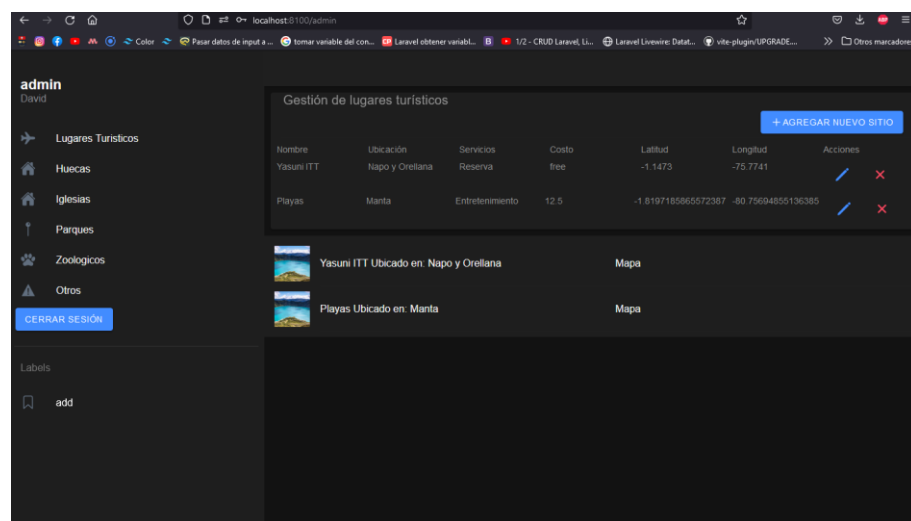 localhost:8100/admin
Color
Pasar datos de input a ...
tomar variable del con...
CP
Laravel obtener variabl...
B
1/2 - CRUD Laravel, Li...
Laravel Livewire: Datat...
vite-plugin/UPGRADE....
Otros marcadores
admin
David
Lugares Turisticos
Huecas
Iglesias
Parques
Zoologicos
Otros
CERRAR SESIÓN
Labels
add
Gestión de lugares turísticos
+ AGREGAR NUEVO SITIO
Nombre Ubicación Servicios Costo Latitud Longitud Acciones
Yasuni ITT Napo y Orellana Reserva free -1.1473 -75.7741
Playas Manta Entretenimiento 12.5 -1.8197185865572387 -80.75694855136385
Yasuni ITT Ubicado en: Napo y Orellana Mapa
Playas Ubicado en: Manta Mapa